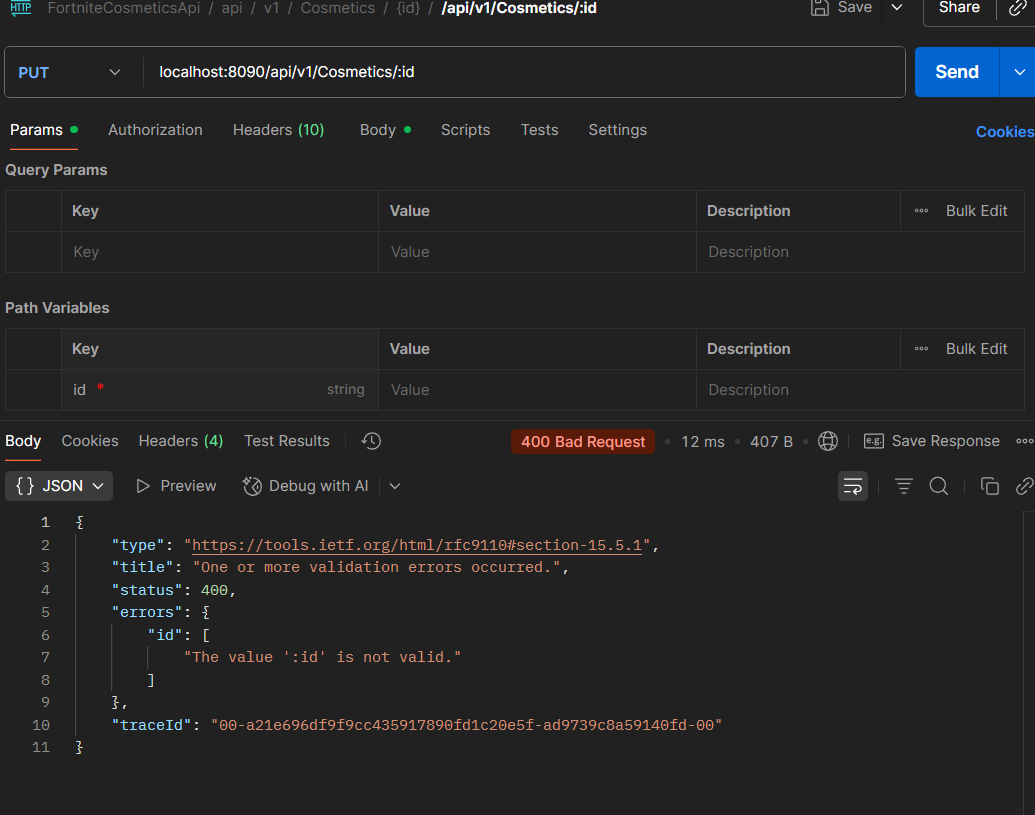 HTTP FortniteCosmeticsApi / api / v1 / Cosmetics / {id} / /api/v1/Cosmetics/:id Save Share
PUT localhost:8090/api/v1/Cosmetics/:id Send
Params Authorization Headers (10) Body Scripts Tests Settings Cookies
Query Params
Key Value Description Bulk Edit
Key Value Description
Path Variables
Key Value Description Bulk Edit
id * string Value Description
Body Cookies Headers (4) Test Results 400 Bad Request 12 ms 407 B e.g. Save Response
{} JSON Preview Debug with AI
1 {
2 "type": "https://tools.ietf.org/html/rfc9110#section-15.5.1",
3 "title": "One or more validation errors occurred.",
4 "status": 400,
5 "errors": {
6 "id": [
7 "The value ':id' is not valid."
8 ]
9 },
10 "traceId": "00-a21e696df9f9cc435917890fd1c20e5f-ad9739c8a59140fd-00"
11 }